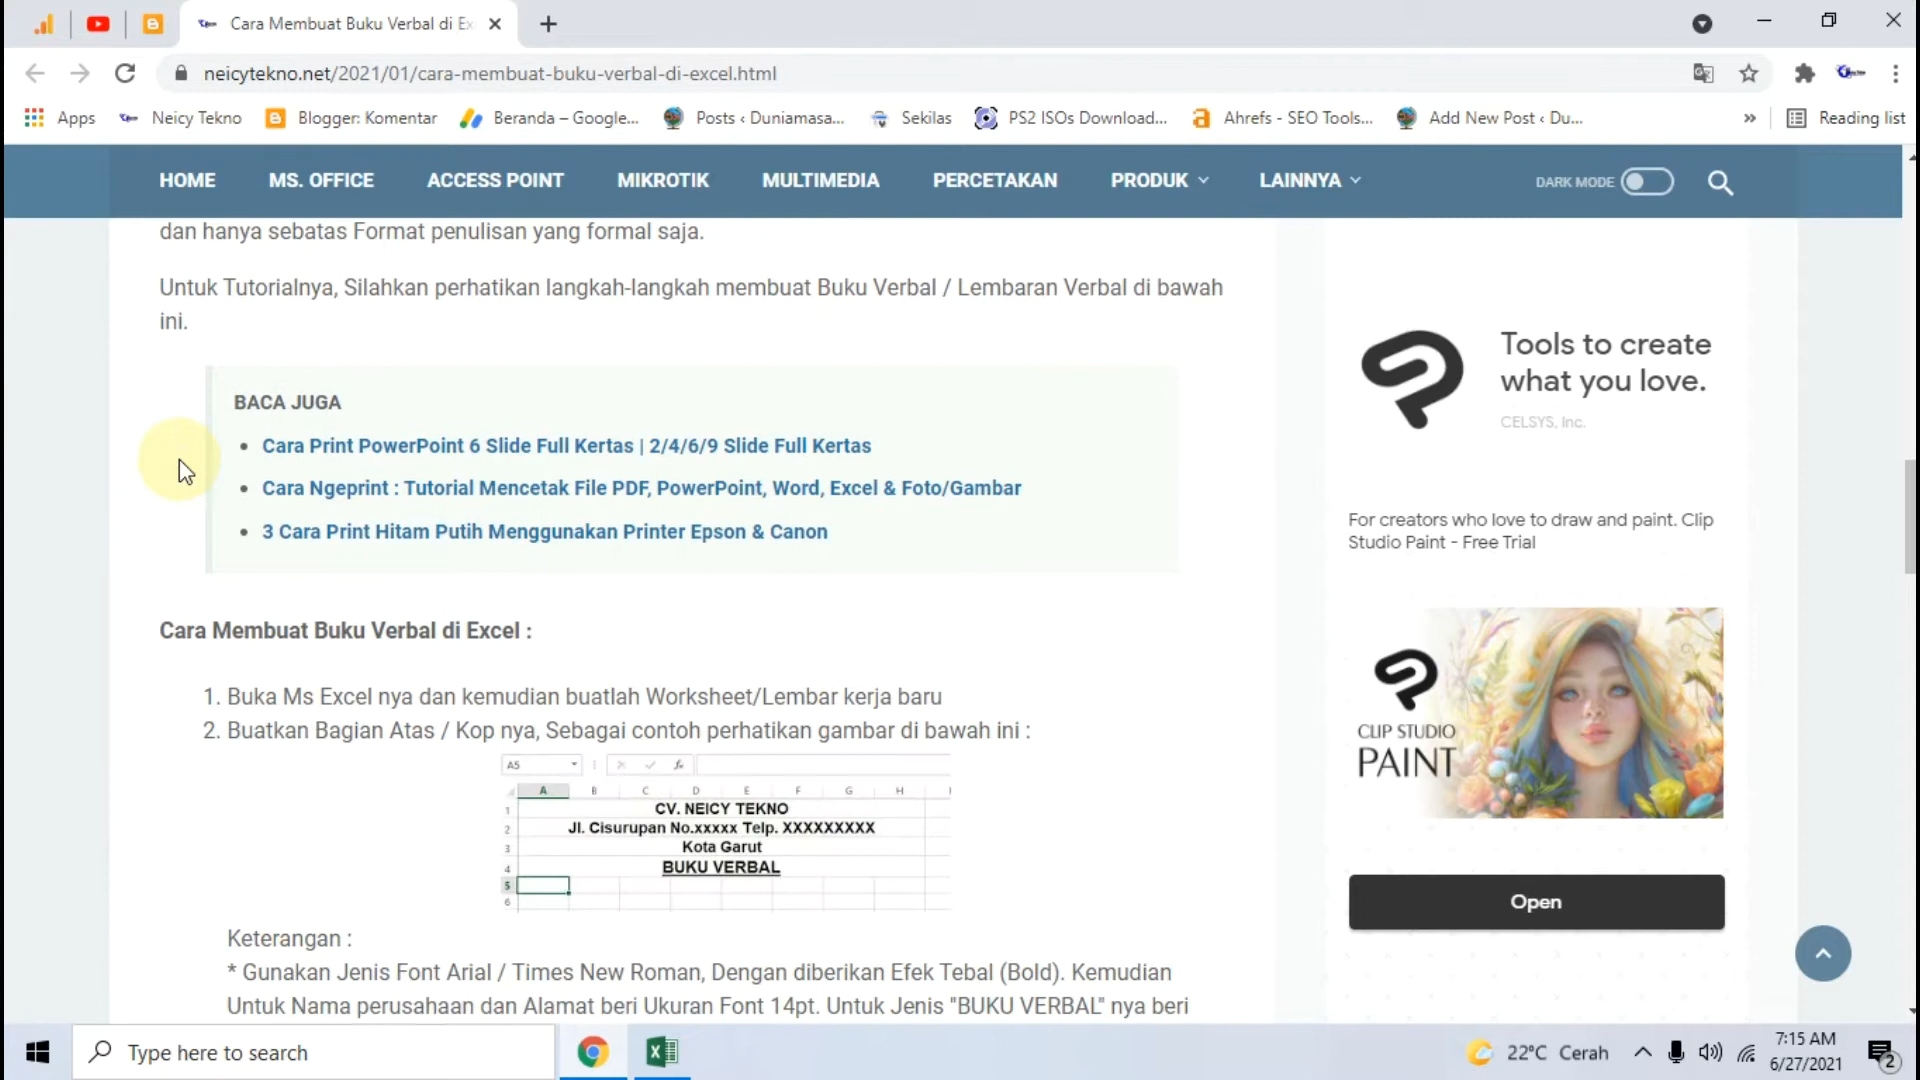 Cara Membuat Buku Verbal di Ex
neicytekno.net/2021/01/cara-membuat-buku-verbal-di-excel.html
Apps
Neicy Tekno
Blogger: Komentar
Beranda – Google...
Posts ‹ Duniamasa...
Sekilas
PS2 ISOs Download...
Ahrefs - SEO Tools...
Add New Post ‹ Du...
»
Reading list
HOME
MS. OFFICE
ACCESS POINT
MIKROTIK
MULTIMEDIA
PERCETAKAN
PRODUK
LAINNYA
DARK MODE
dan hanya sebatas Format penulisan yang formal saja.
Untuk Tutorialnya, Silahkan perhatikan langkah-langkah membuat Buku Verbal / Lembaran Verbal di bawah
ini.
BACA JUGA
• Cara Print PowerPoint 6 Slide Full Kertas | 2/4/6/9 Slide Full Kertas
• Cara Ngeprint : Tutorial Mencetak File PDF, PowerPoint, Word, Excel & Foto/Gambar
• 3 Cara Print Hitam Putih Menggunakan Printer Epson & Canon
Cara Membuat Buku Verbal di Excel :
1. Buka Ms Excel nya dan kemudian buatlah Worksheet/Lembar kerja baru
2. Buatkan Bagian Atas / Kop nya, Sebagai contoh perhatikan gambar di bawah ini :
A5
fx
A B C D E F G H
1 CV. NEICY TEKNO
2 Jl. Cisurupan No.xxxxx Telp. XXXXXXXXX
3 Kota Garut
4 BUKU VERBAL
5
6
Keterangan :
* Gunakan Jenis Font Arial / Times New Roman, Dengan diberikan Efek Tebal (Bold). Kemudian
Untuk Nama perusahaan dan Alamat beri Ukuran Font 14pt. Untuk Jenis "BUKU VERBAL" nya beri
Tools to create
what you love.
CELSYS, Inc.
For creators who love to draw and paint. Clip
Studio Paint - Free Trial
CLIP STUDIO
PAINT
Open
Type here to search
22°C Cerah
7:15 AM
6/27/2021
2